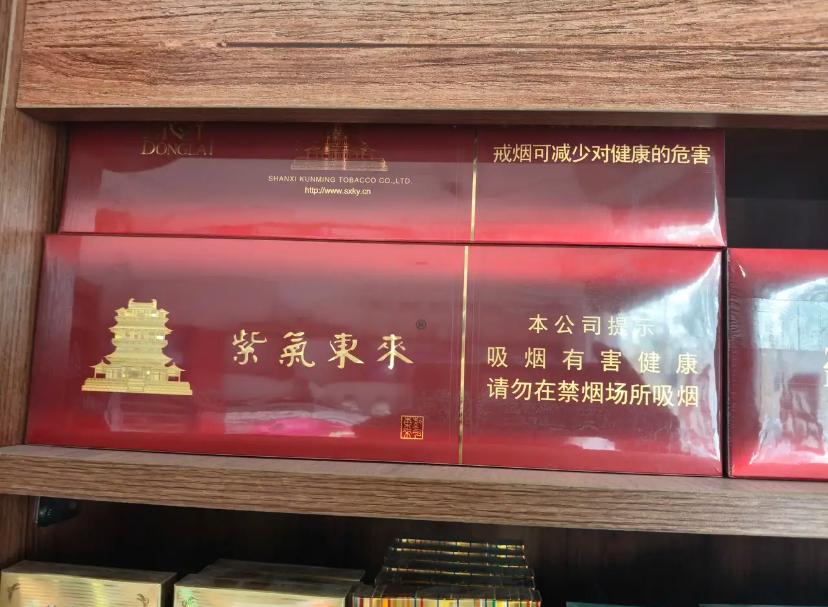 DONGLAI
SHANXI KUNMING TOBACCO CO.,LTD.
http://www.sxky.cn
戒烟可减少对健康的危害
紫氣東來®
本公司提示
吸烟有害健康
请勿在禁烟场所吸烟